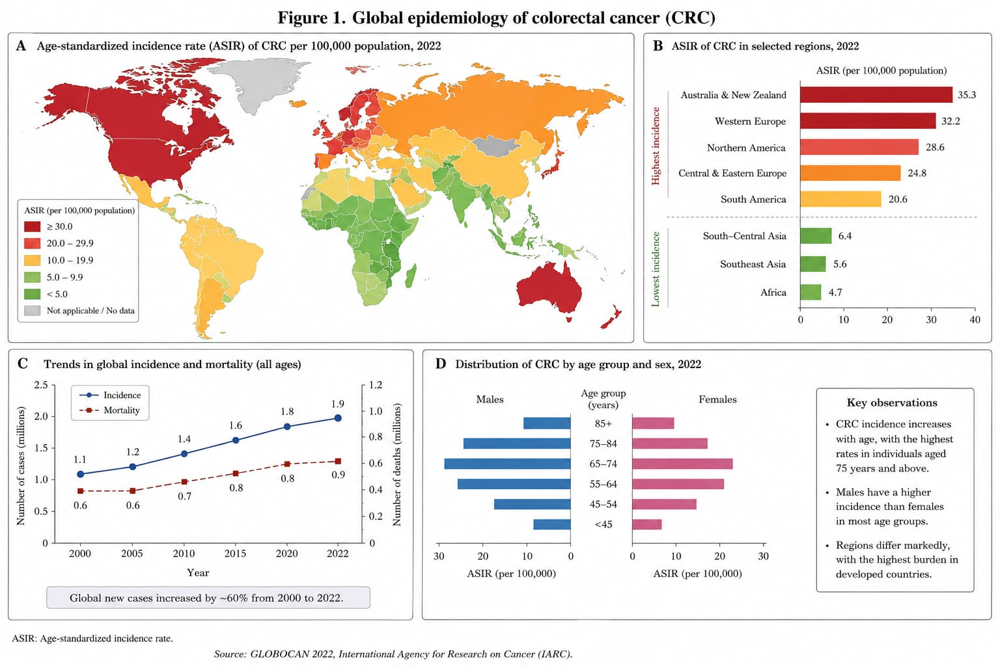 Figure 1. Global epidemiology of colorectal cancer (CRC)
A Age-standardized incidence rate (ASIR) of CRC per 100,000 population, 2022
ASIR (per 100,000 population)
≥ 30.0
20.0 – 29.9
10.0 – 19.9
5.0 – 9.9
< 5.0
Not applicable / No data
B ASIR of CRC in selected regions, 2022
ASIR (per 100,000 population)
Highest incidence
Australia & New Zealand 35.3
Western Europe 32.2
Northern America 28.6
Central & Eastern Europe 24.8
South America 20.6
Lowest incidence
South–Central Asia 6.4
Southeast Asia 5.6
Africa 4.7
0 10 20 30 40
C Trends in global incidence and mortality (all ages)
Number of cases (millions)
2.5
2.0
1.5
1.0
0.5
0
Incidence
Mortality
1.1 1.2 1.4 1.6 1.8 1.9
0.6 0.6 0.7 0.8 0.8 0.9
1.2
1.0
0.8
0.6
0.4
0.2
0
Number of deaths (millions)
2000 2005 2010 2015 2020 2022
Year
Global new cases increased by ~60% from 2000 to 2022.
D Distribution of CRC by age group and sex, 2022
Males
Age group
(years)
Females
85+
75–84
65–74
55–64
45–54
<45
30 20 10 0
0 10 20 30
ASIR (per 100,000)
ASIR (per 100,000)
Key observations
• CRC incidence increases
with age, with the highest
rates in individuals aged
75 years and above.
• Males have a higher
incidence than females
in most age groups.
• Regions differ markedly,
with the highest burden in
developed countries.
ASIR: Age-standardized incidence rate.
Source: GLOBOCAN 2022, International Agency for Research on Cancer (IARC).